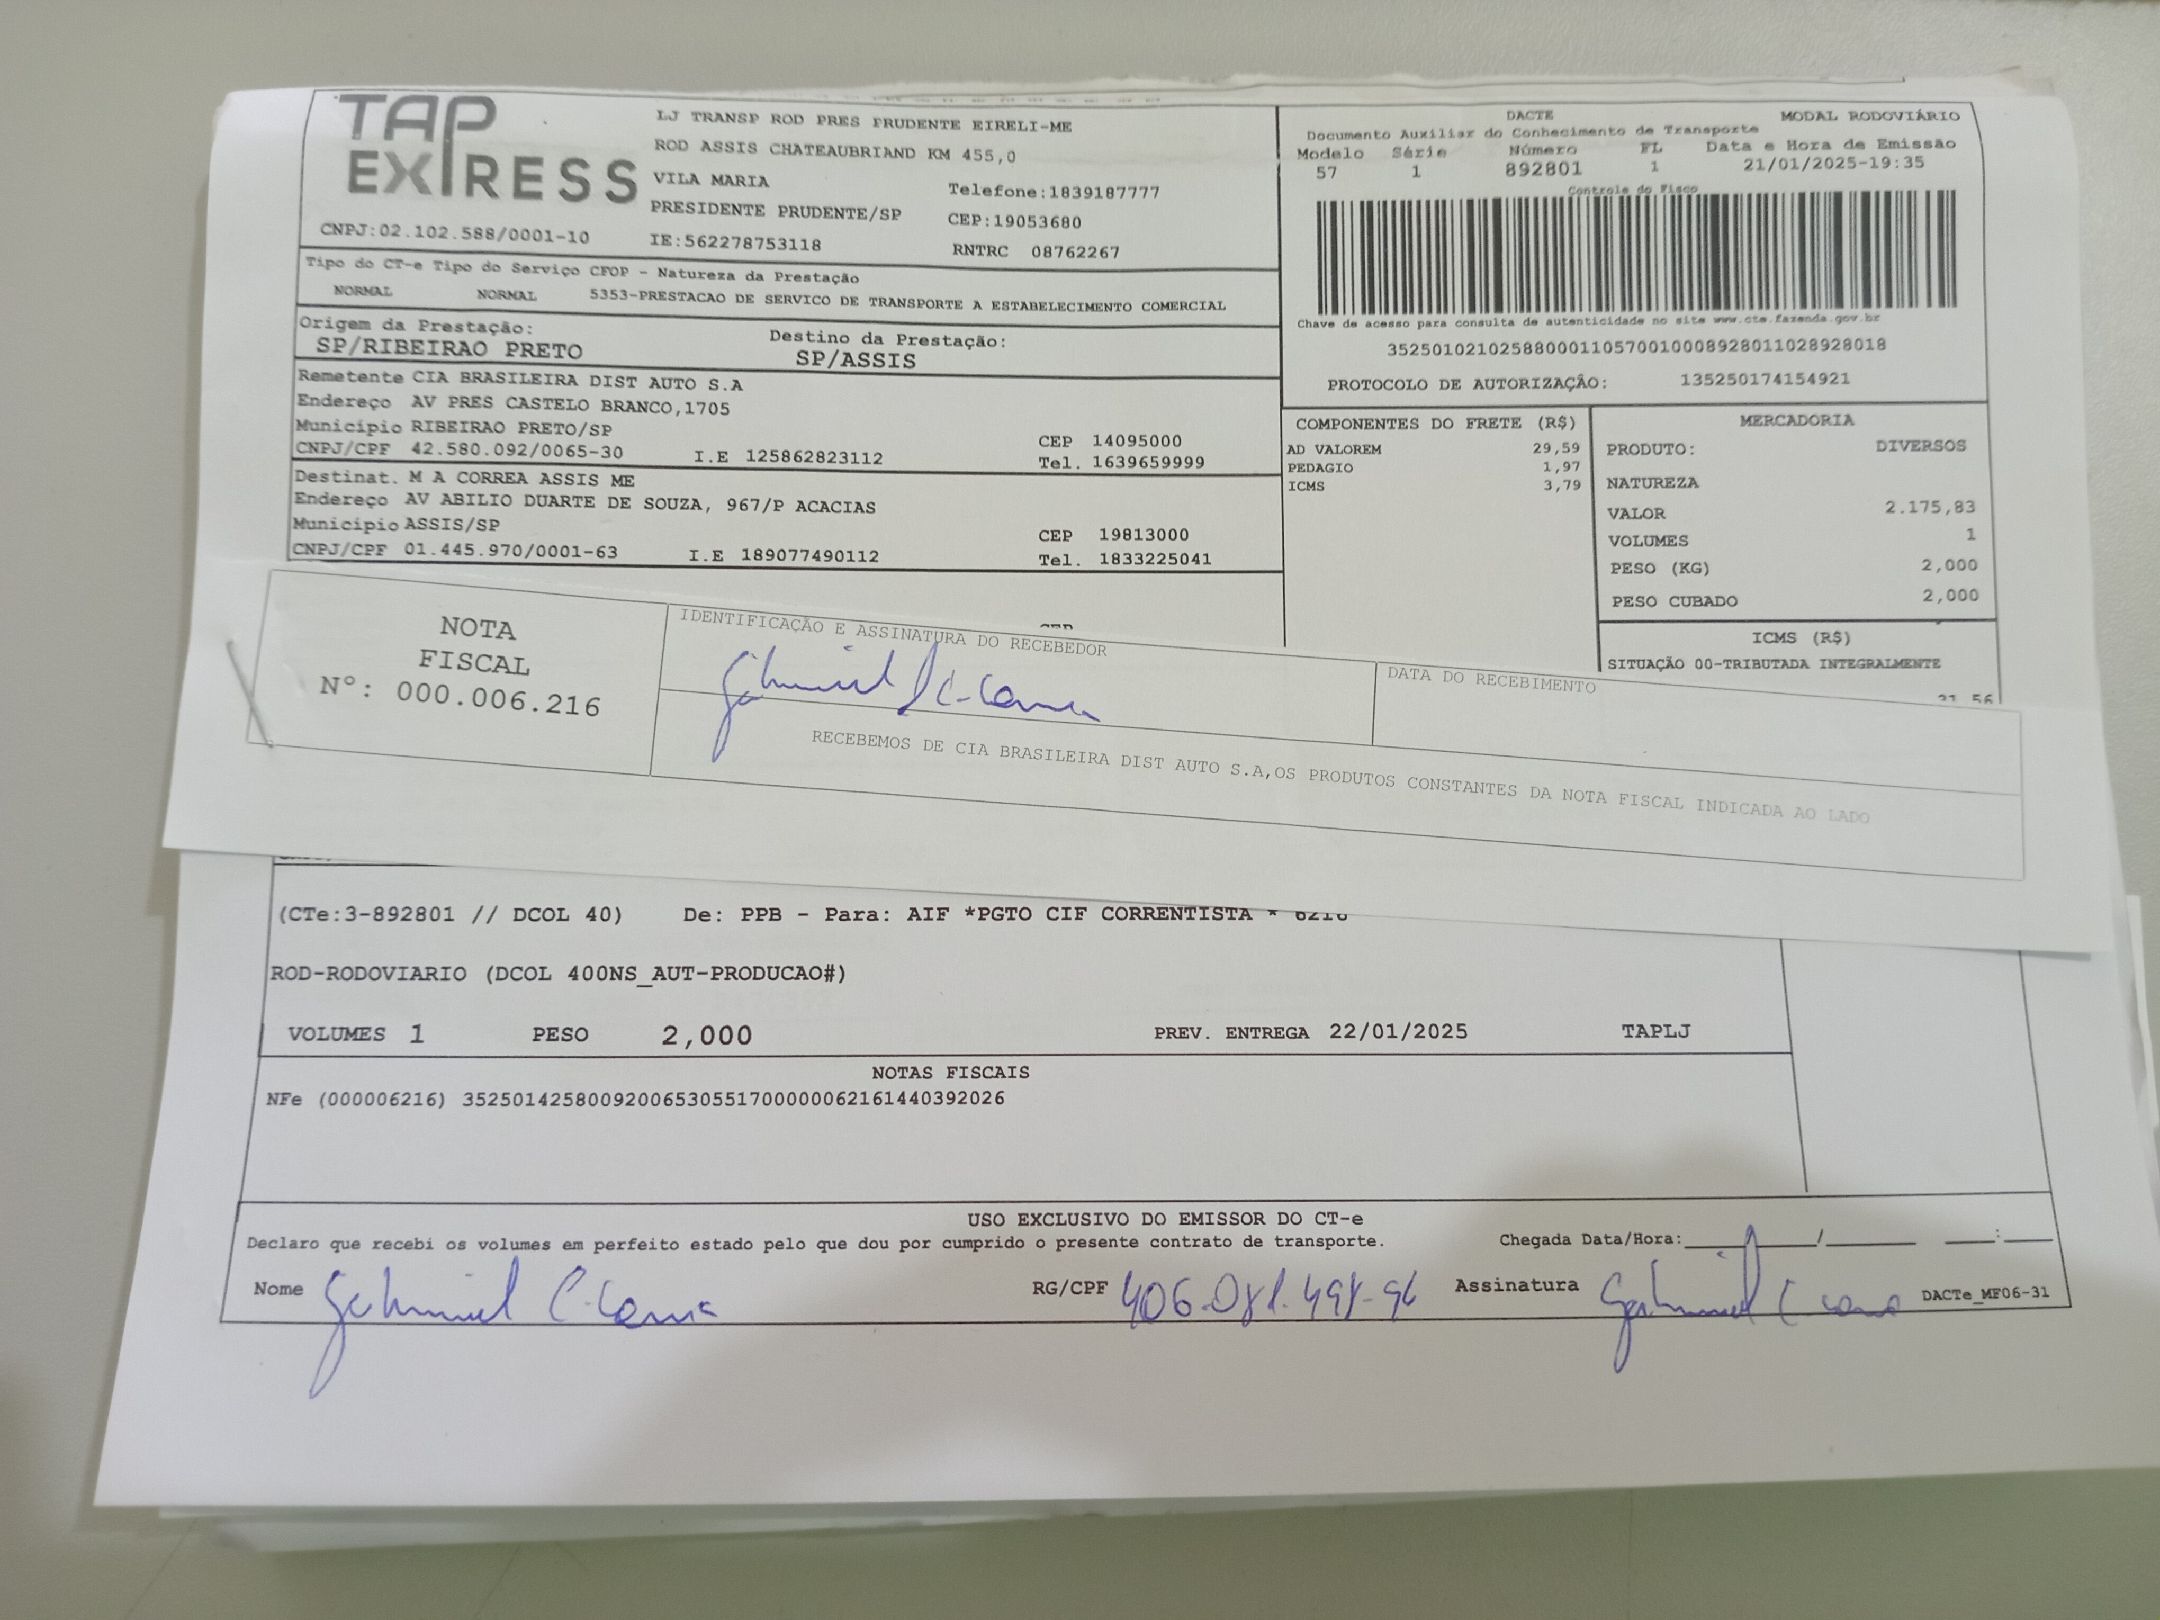 TAP
EXPRESS
LJ TRANSP ROD PRES PRUDENTE EIRELI-ME
ROD ASSIS CHATEAUBRIAND KM 455,0
VILA MARIA
Telefone:1839187777
PRESIDENTE PRUDENTE/SP
CEP:19053680
CNPJ:02.102.588/0001-10
IE:562278753118
RNTRC 08762267
DACTE
MODAL RODOVIÁRIO
Documento Auxiliar do Conhecimento de Transporte
Modelo Série Número FL Data e Hora de Emissão
57 1 892801 1 21/01/2025-19:35
Controle do Fisco
Chave de acesso para consulta de autenticidade no site www.cte.fazenda.gov.br
35250102102588000110570010008928011028928018
PROTOCOLO DE AUTORIZAÇÃO: 135250174154921
Tipo do CT-e Tipo do Serviço CFOP - Natureza da Prestação
NORMAL NORMAL 5353-PRESTACAO DE SERVICO DE TRANSPORTE A ESTABELECIMENTO COMERCIAL
Origem da Prestação: Destino da Prestação:
SP/RIBEIRAO PRETO SP/ASSIS
Remetente CIA BRASILEIRA DIST AUTO S.A
Endereço AV PRES CASTELO BRANCO,1705
Município RIBEIRAO PRETO/SP CEP 14095000
CNPJ/CPF 42.580.092/0065-30 I.E 125862823112 Tel. 1639659999
Destinat. M A CORREA ASSIS ME
Endereço AV ABILIO DUARTE DE SOUZA, 967/P ACACIAS
Município ASSIS/SP CEP 19813000
CNPJ/CPF 01.445.970/0001-63 I.E 189077490112 Tel. 1833225041
COMPONENTES DO FRETE (R$)
AD VALOREM 29,59
PEDAGIO 1,97
ICMS 3,79
MERCADORIA
PRODUTO: DIVERSOS
NATUREZA
VALOR 2.175,83
VOLUMES 1
PESO (KG) 2,000
PESO CUBADO 2,000
ICMS (R$)
SITUAÇÃO 00-TRIBUTADA INTEGRALMENTE
NOTA
FISCAL
N°: 000.006.216
IDENTIFICAÇÃO E ASSINATURA DO RECEBEDOR
DATA DO RECEBIMENTO
RECEBEMOS DE CIA BRASILEIRA DIST AUTO S.A,OS PRODUTOS CONSTANTES DA NOTA FISCAL INDICADA AO LADO
(CTe:3-892801 // DCOL 40) De: PPB - Para: AIF *PGTO CIF CORRENTISTA * 6216
ROD-RODOVIARIO (DCOL 400NS_AUT-PRODUCAO#)
VOLUMES 1 PESO 2,000 PREV. ENTREGA 22/01/2025 TAPLJ
NOTAS FISCAIS
NFe (000006216) 35250142580092006530551700000062161440392026
USO EXCLUSIVO DO EMISSOR DO CT-e
Declaro que recebi os volumes em perfeito estado pelo que dou por cumprido o presente contrato de transporte.
Chegada Data/Hora:
Nome
RG/CPF
Assinatura
DACTe_MF06-31